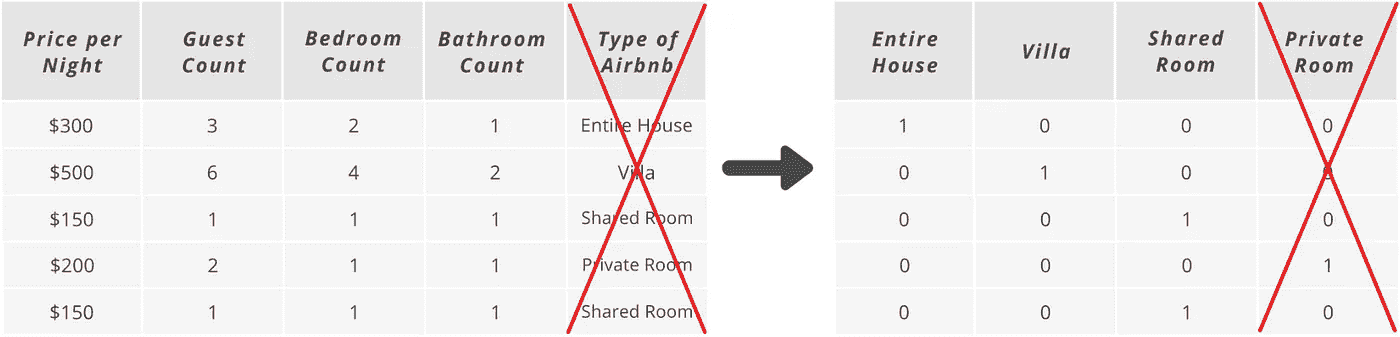 Price per Night Guest Count Bedroom Count Bathroom Count Type of Airbnb
$300 3 2 1 Entire House
$500 6 4 2 Villa
$150 1 1 1 Shared Room
$200 2 1 1 Private Room
$150 1 1 1 Shared Room
Entire House Villa Shared Room Private Room
1 0 0 0
0 1 0
0 0 1 0
0 0 0 1
0 0 1 0